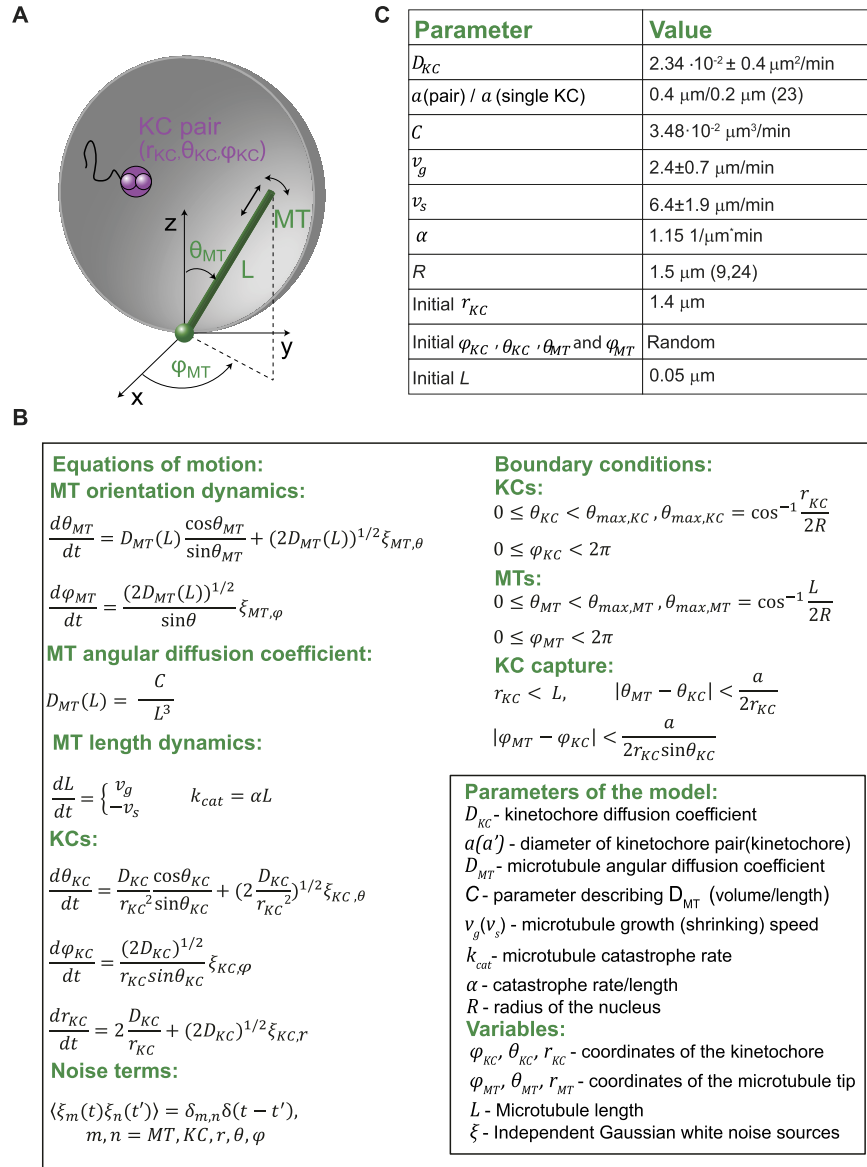 A
KC pair
(r_KC,θ_KC,φ_KC)
z
MT
θ_MT
L
y
φ_MT
x
C
Parameter Value
D_KC 2.34 ·10⁻² ± 0.4 μm²/min
a(pair) / a (single KC) 0.4 μm/0.2 μm (23)
C 3.48·10⁻² μm³/min
v_g 2.4±0.7 μm/min
v_s 6.4±1.9 μm/min
α 1.15 1/μm*min
R 1.5 μm (9,24)
Initial r_KC 1.4 μm
Initial φ_KC , θ_KC , θ_MT and φ_MT Random
Initial L 0.05 μm
B
Equations of motion:
MT orientation dynamics:
dθ_MT/dt = D_MT(L) cosθ_MT/sinθ_MT + (2D_MT(L))^1/2 ξ_MT,θ
dφ_MT/dt = (2D_MT(L))^1/2/sinθ ξ_MT,φ
MT angular diffusion coefficient:
D_MT(L) = C/L³
MT length dynamics:
dL/dt = { v_g -v_s k_cat = αL
KCs:
dθ_KC/dt = D_KC/r_KC² cosθ_KC/sinθ_KC + (2 D_KC/r_KC²)^1/2 ξ_KC,θ
dφ_KC/dt = (2D_KC)^1/2/r_KC sinθ_KC ξ_KC,φ
dr_KC/dt = 2 D_KC/r_KC + (2D_KC)^1/2 ξ_KC,r
Noise terms:
⟨ξ_m(t)ξ_n(t')⟩ = δ_m,n δ(t − t'),
m, n = MT, KC, r, θ, φ
Boundary conditions:
KCs:
0 ≤ θ_KC < θ_max,KC , θ_max,KC = cos⁻¹ r_KC/2R
0 ≤ φ_KC < 2π
MTs:
0 ≤ θ_MT < θ_max,MT , θ_max,MT = cos⁻¹ L/2R
0 ≤ φ_MT < 2π
KC capture:
r_KC < L, |θ_MT − θ_KC| < a/2r_KC
|φ_MT − φ_KC| < a/2r_KC sinθ_KC
Parameters of the model:
D_KC - kinetochore diffusion coefficient
a(a') - diameter of kinetochore pair(kinetochore)
D_MT - microtubule angular diffusion coefficient
C - parameter describing D_MT (volume/length)
v_g(v_s) - microtubule growth (shrinking) speed
k_cat - microtubule catastrophe rate
α - catastrophe rate/length
R - radius of the nucleus
Variables:
φ_KC, θ_KC, r_KC - coordinates of the kinetochore
φ_MT, θ_MT, r_MT - coordinates of the microtubule tip
L - Microtubule length
ξ - Independent Gaussian white noise sources